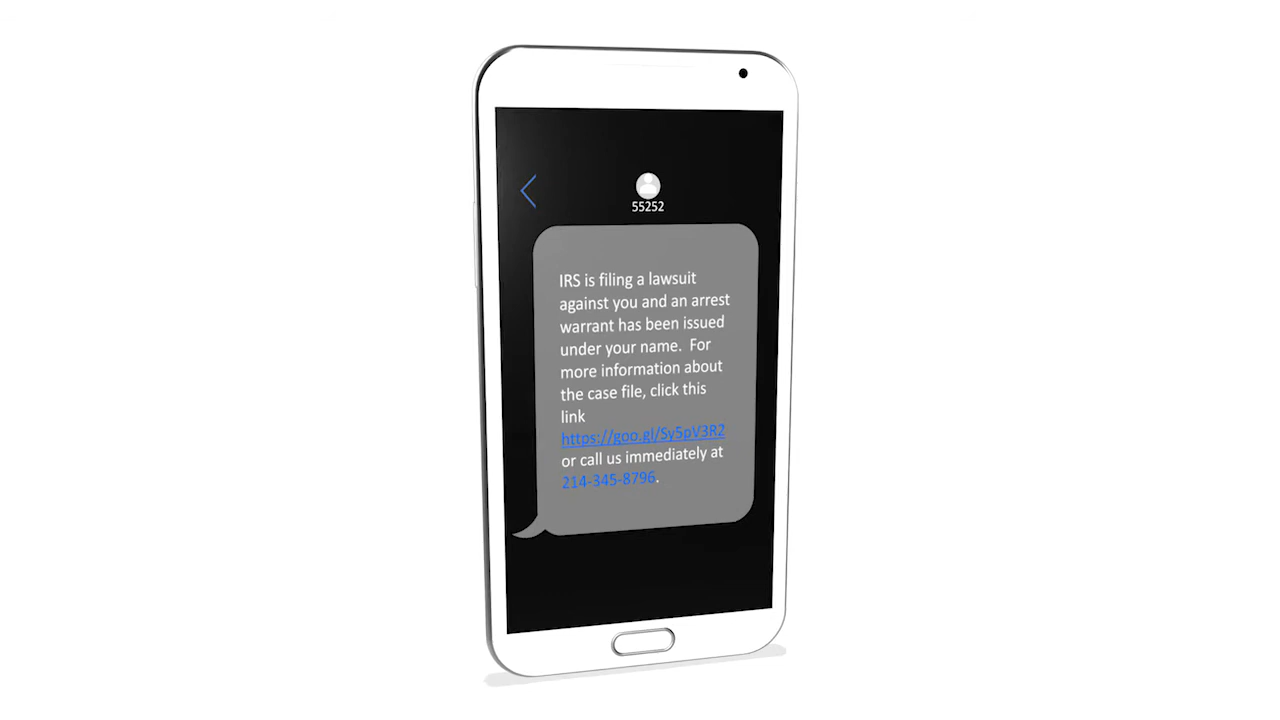 55252
IRS is filing a lawsuit
against you and an arrest
warrant has been issued
under your name.  For
more information about
the case file, click this
link
https://goo.gl/Sy5pV3R2
or call us immediately at
214-345-8796.